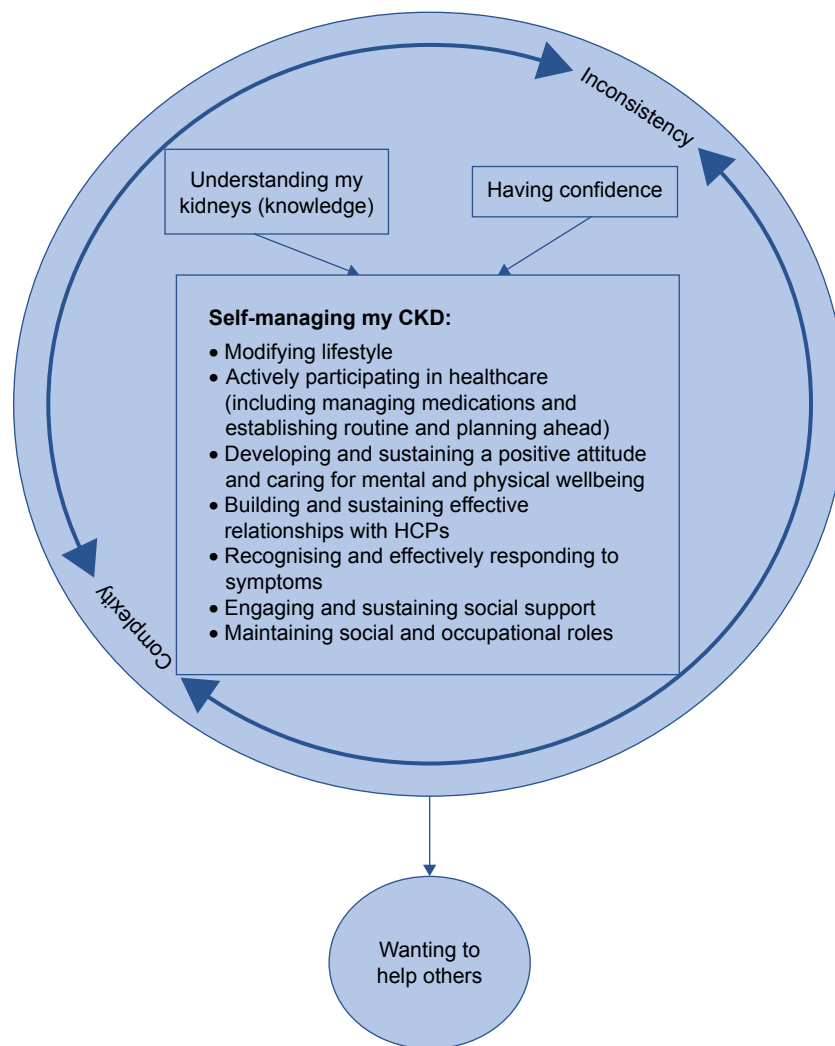 Inconsistency
Understanding my
kidneys (knowledge)
Having confidence
Self-managing my CKD:
• Modifying lifestyle
• Actively participating in healthcare
(including managing medications and
establishing routine and planning ahead)
• Developing and sustaining a positive attitude
and caring for mental and physical wellbeing
• Building and sustaining effective
relationships with HCPs
• Recognising and effectively responding to
symptoms
• Engaging and sustaining social support
• Maintaining social and occupational roles
Complexity
Wanting to
help others